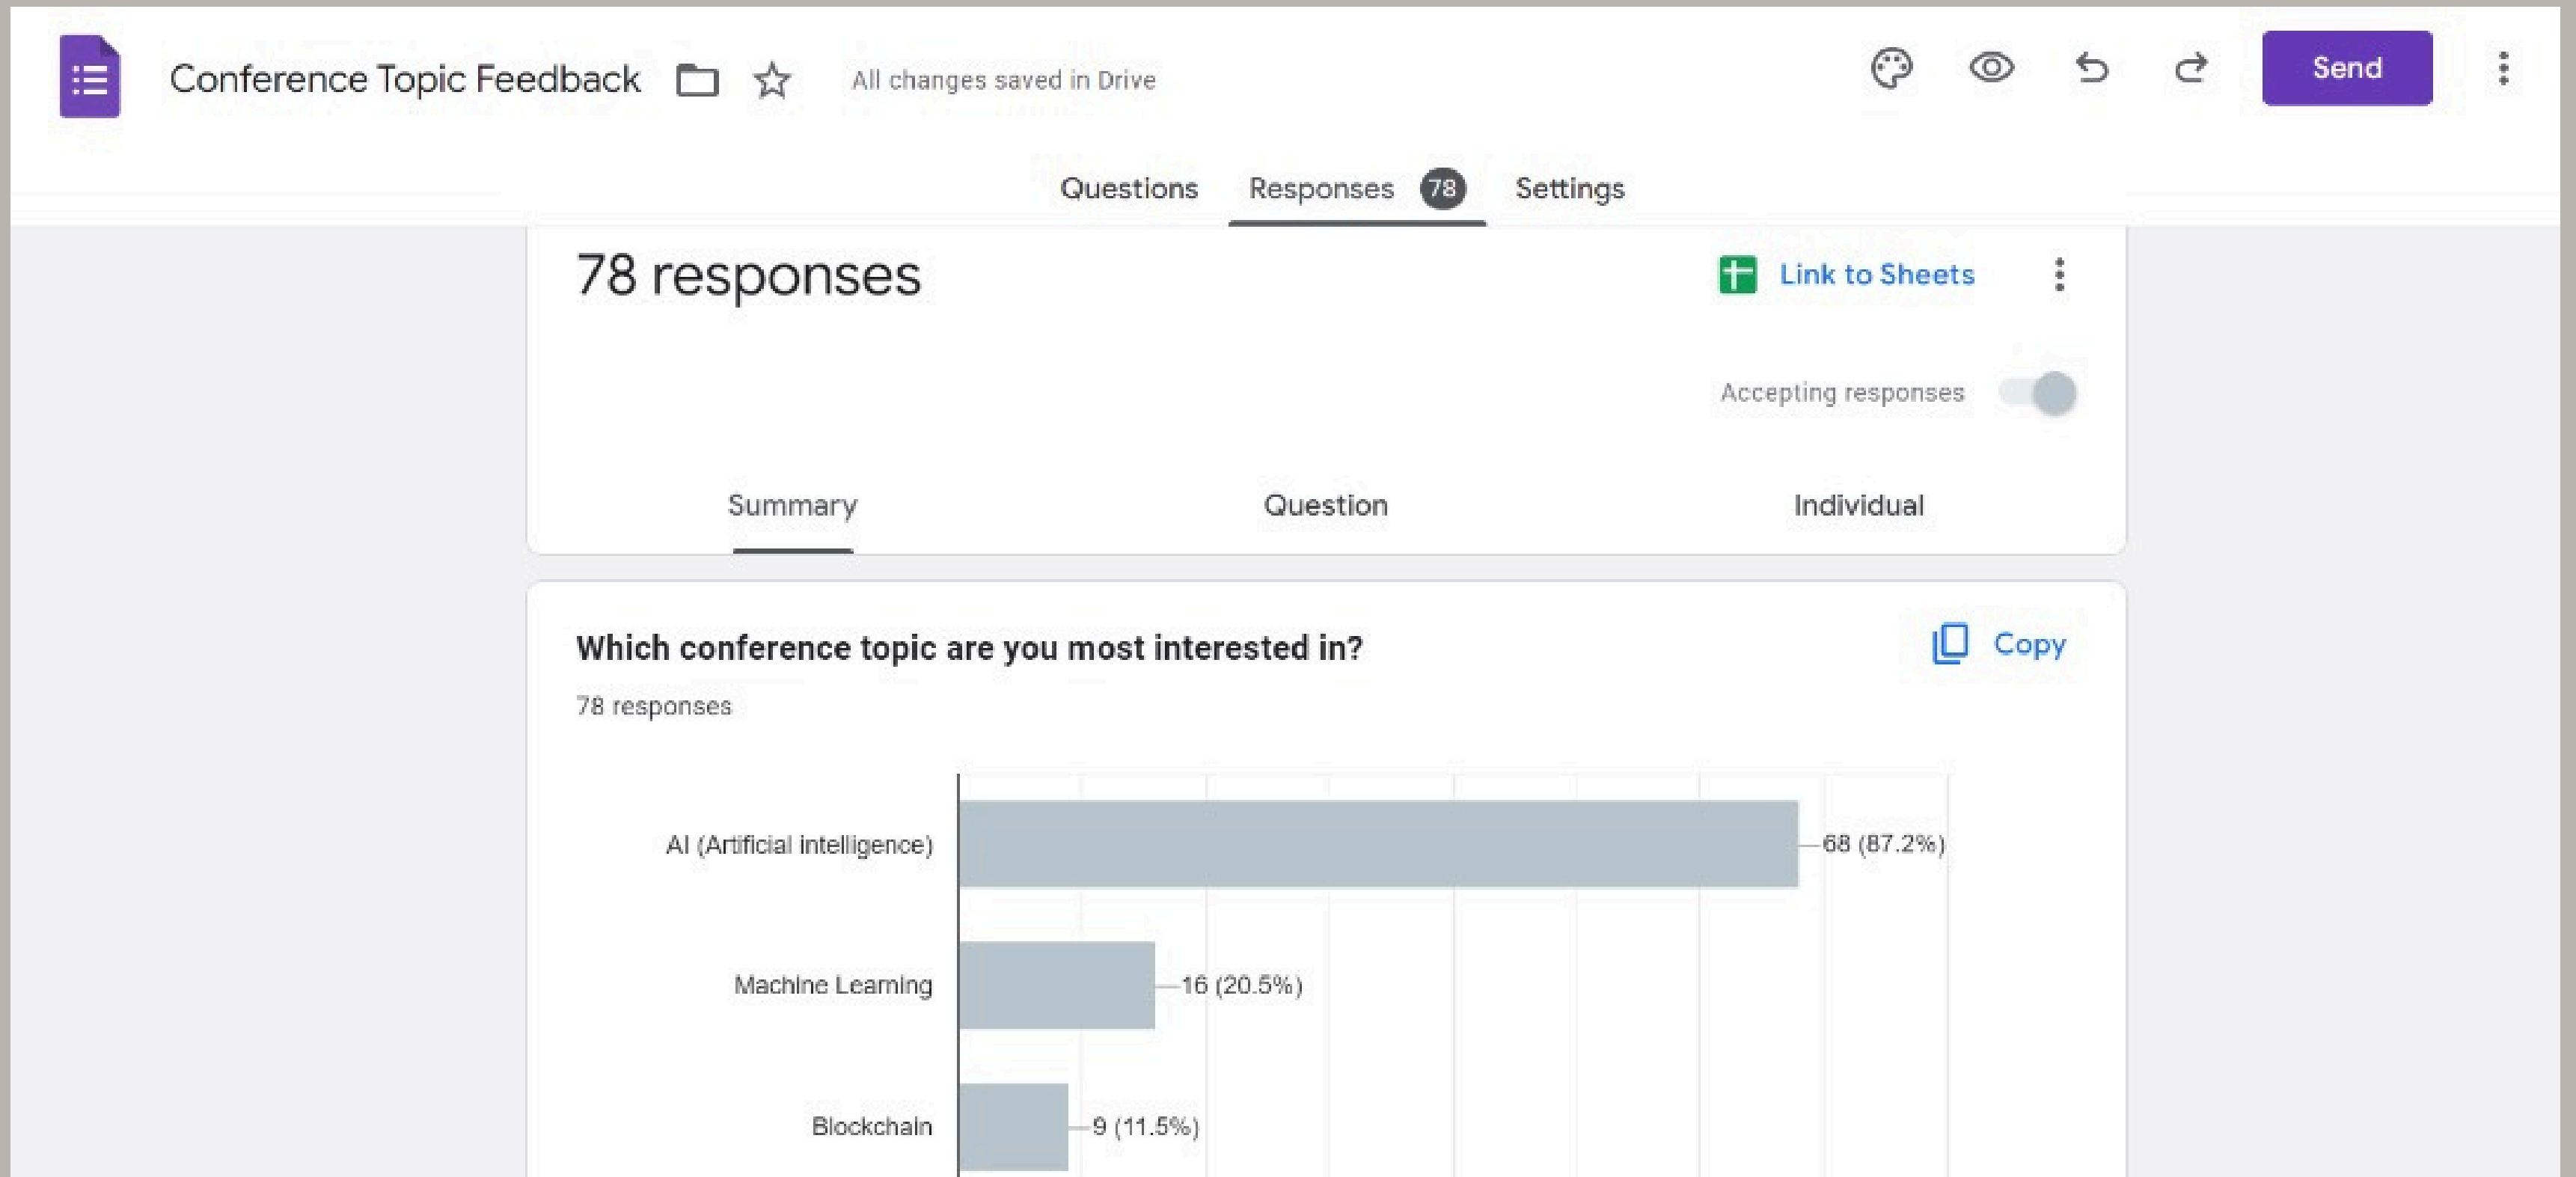 Conference Topic Feedback All changes saved in Drive Send
Questions Responses 78 Settings
78 responses Link to Sheets
Accepting responses
Summary Question Individual
Which conference topic are you most interested in? Copy
78 responses
AI (Artificial intelligence) 68 (87.2%)
Machine Learning 16 (20.5%)
Blockchain 9 (11.5%)